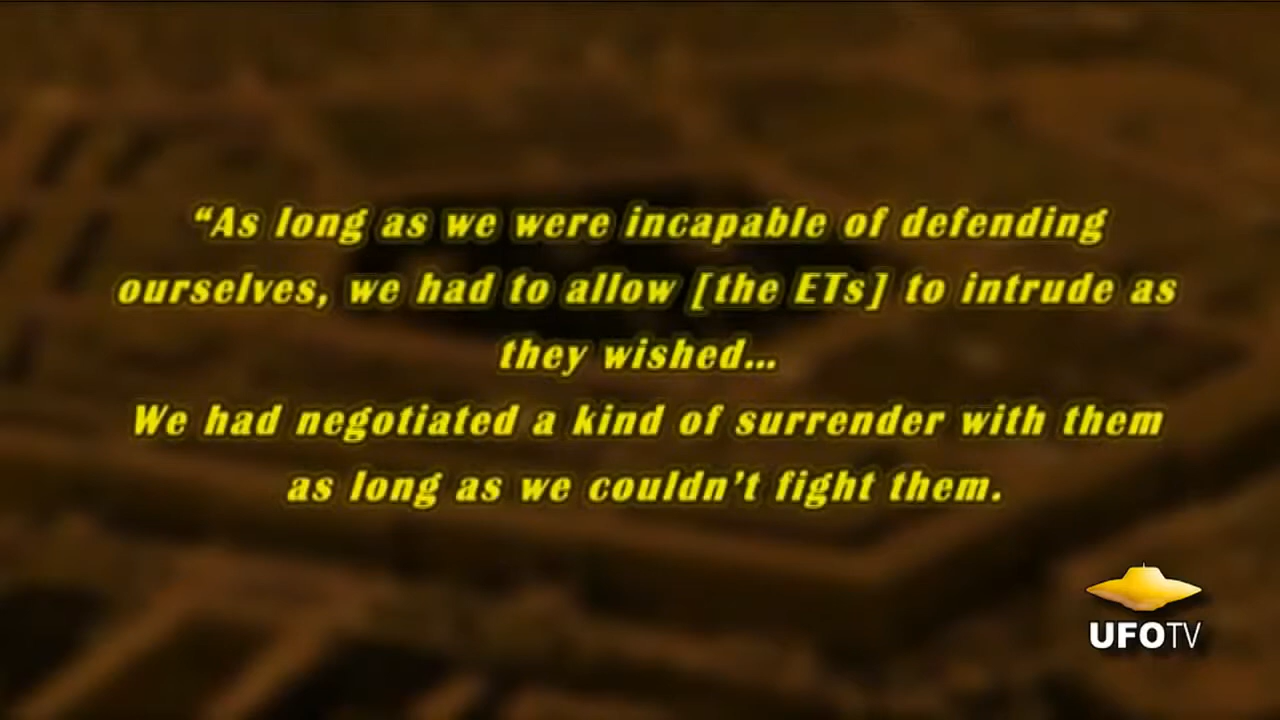 “As long as we were incapable of defending
ourselves, we had to allow [the ETs] to intrude as
they wished...
We had negotiated a kind of surrender with them
as long as we couldn’t fight them.
UFOTV